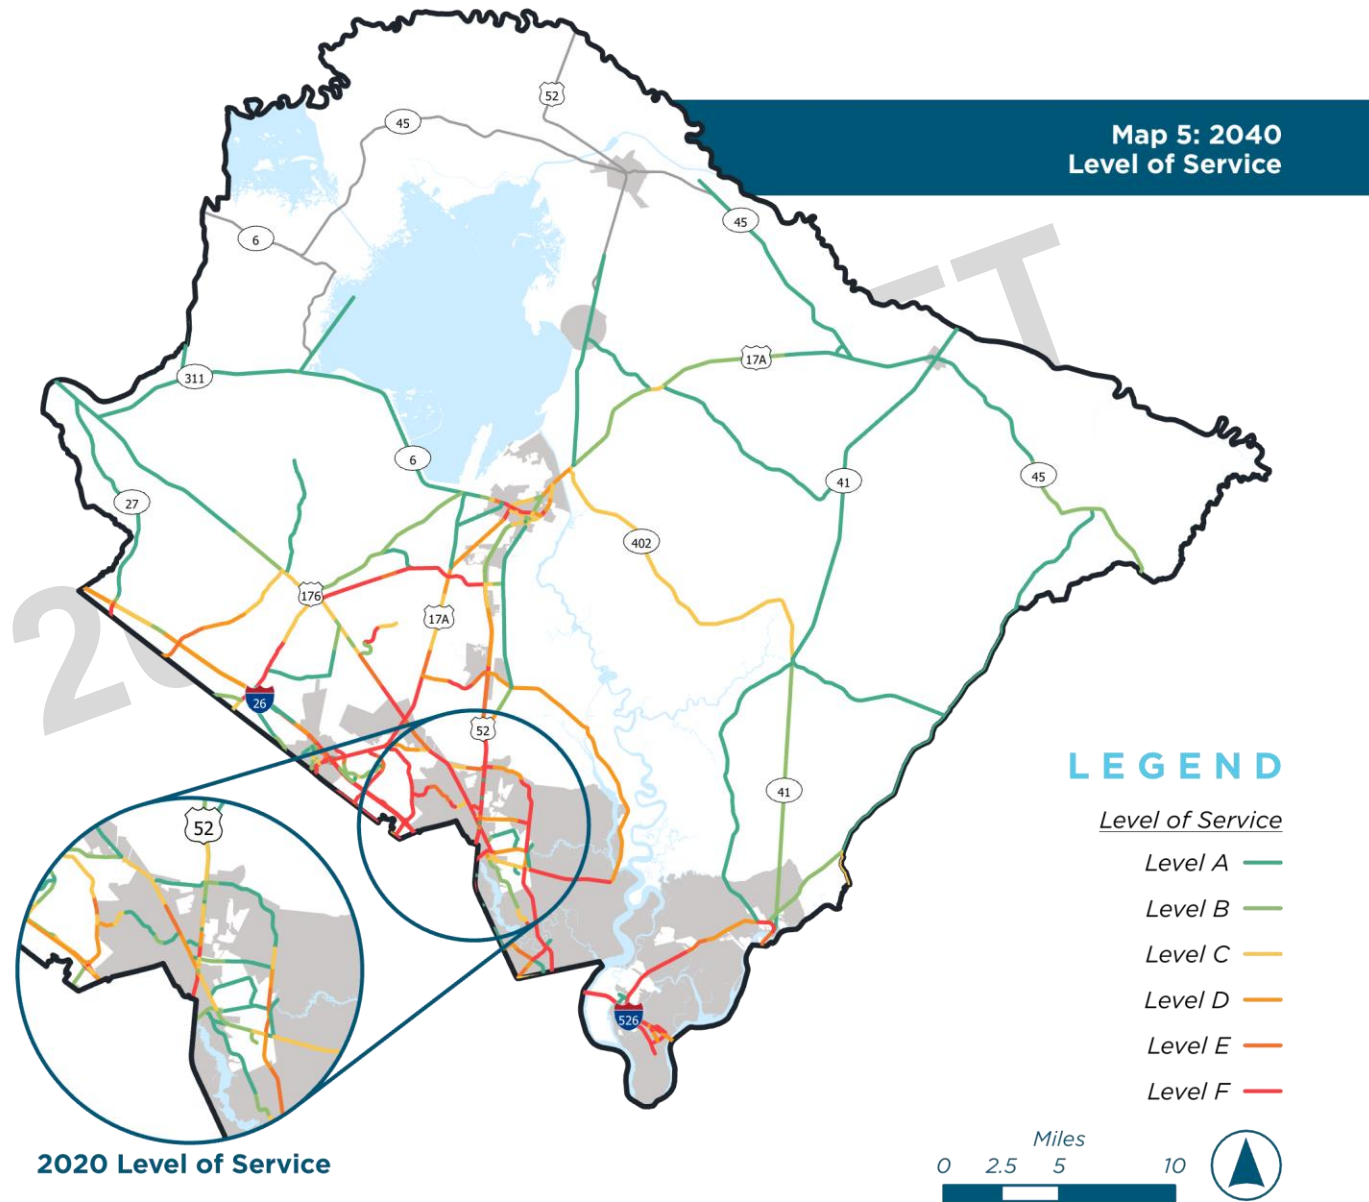 Map 5: 2040
Level of Service
52
45
45
6
17A
311
6
41
45
27
402
176
17A
26
52
41
52
526
LEGEND
Level of Service
Level A
Level B
Level C
Level D
Level E
Level F
2020 Level of Service
Miles
0 2.5 5 10